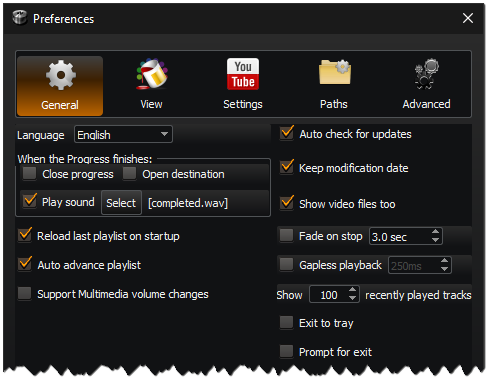 Preferences
You
Tube
General View Settings Paths Advanced
Language English
When the Progress finishes:
Close progress Open destination
Play sound Select [completed.wav]
Reload last playlist on startup
Auto advance playlist
Support Multimedia volume changes
Auto check for updates
Keep modification date
Show video files too
Fade on stop 3.0 sec
Gapless playback 250ms
Show 100 recently played tracks
Exit to tray
Prompt for exit